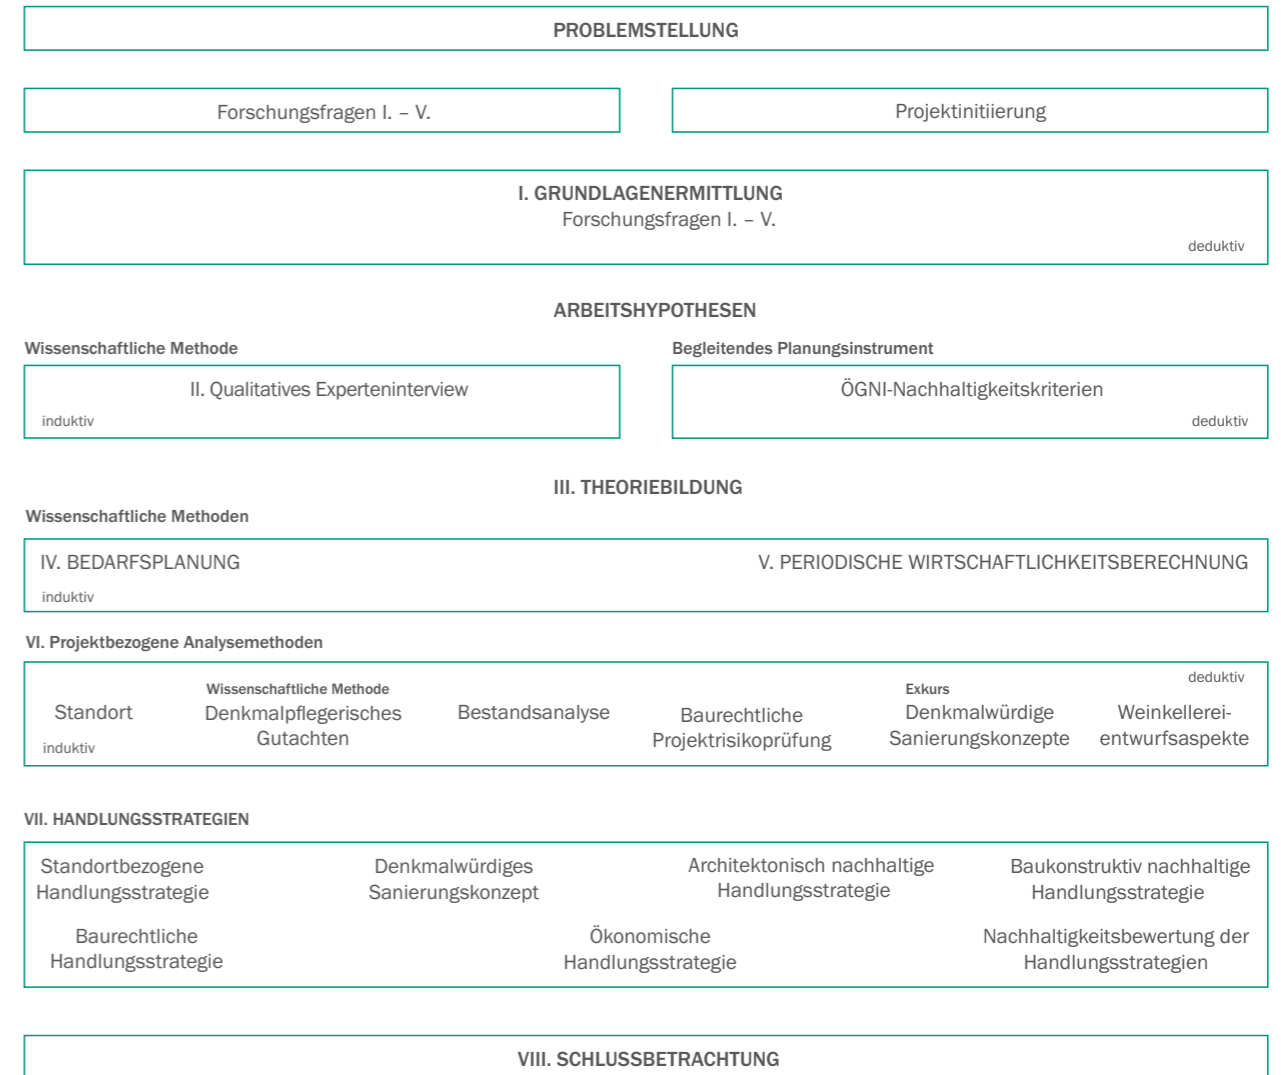 PROBLEMSTELLUNG
Forschungsfragen I. – V.
Projektinitiierung
I. GRUNDLAGENERMITTLUNG
Forschungsfragen I. – V.
deduktiv
ARBEITSHYPOTHESEN
Wissenschaftliche Methode
II. Qualitatives Experteninterview
induktiv
Begleitendes Planungsinstrument
ÖGNI-Nachhaltigkeitskriterien
deduktiv
III. THEORIEBILDUNG
Wissenschaftliche Methoden
IV. BEDARFSPLANUNG
induktiv
V. PERIODISCHE WIRTSCHAFTLICHKEITSBERECHNUNG
VI. Projektbezogene Analysemethoden
deduktiv
Standort
induktiv
Wissenschaftliche Methode
Denkmalpflegerisches
Gutachten
Bestandsanalyse
Baurechtliche
Projektrisikoprüfung
Exkurs
Denkmalwürdige
Sanierungskonzepte
Weinkellerei-
entwurfsaspekte
VII. HANDLUNGSSTRATEGIEN
Standortbezogene
Handlungsstrategie
Denkmalwürdiges
Sanierungskonzept
Architektonisch nachhaltige
Handlungsstrategie
Baukonstruktiv nachhaltige
Handlungsstrategie
Baurechtliche
Handlungsstrategie
Ökonomische
Handlungsstrategie
Nachhaltigkeitsbewertung der
Handlungsstrategien
VIII. SCHLUSSBETRACHTUNG